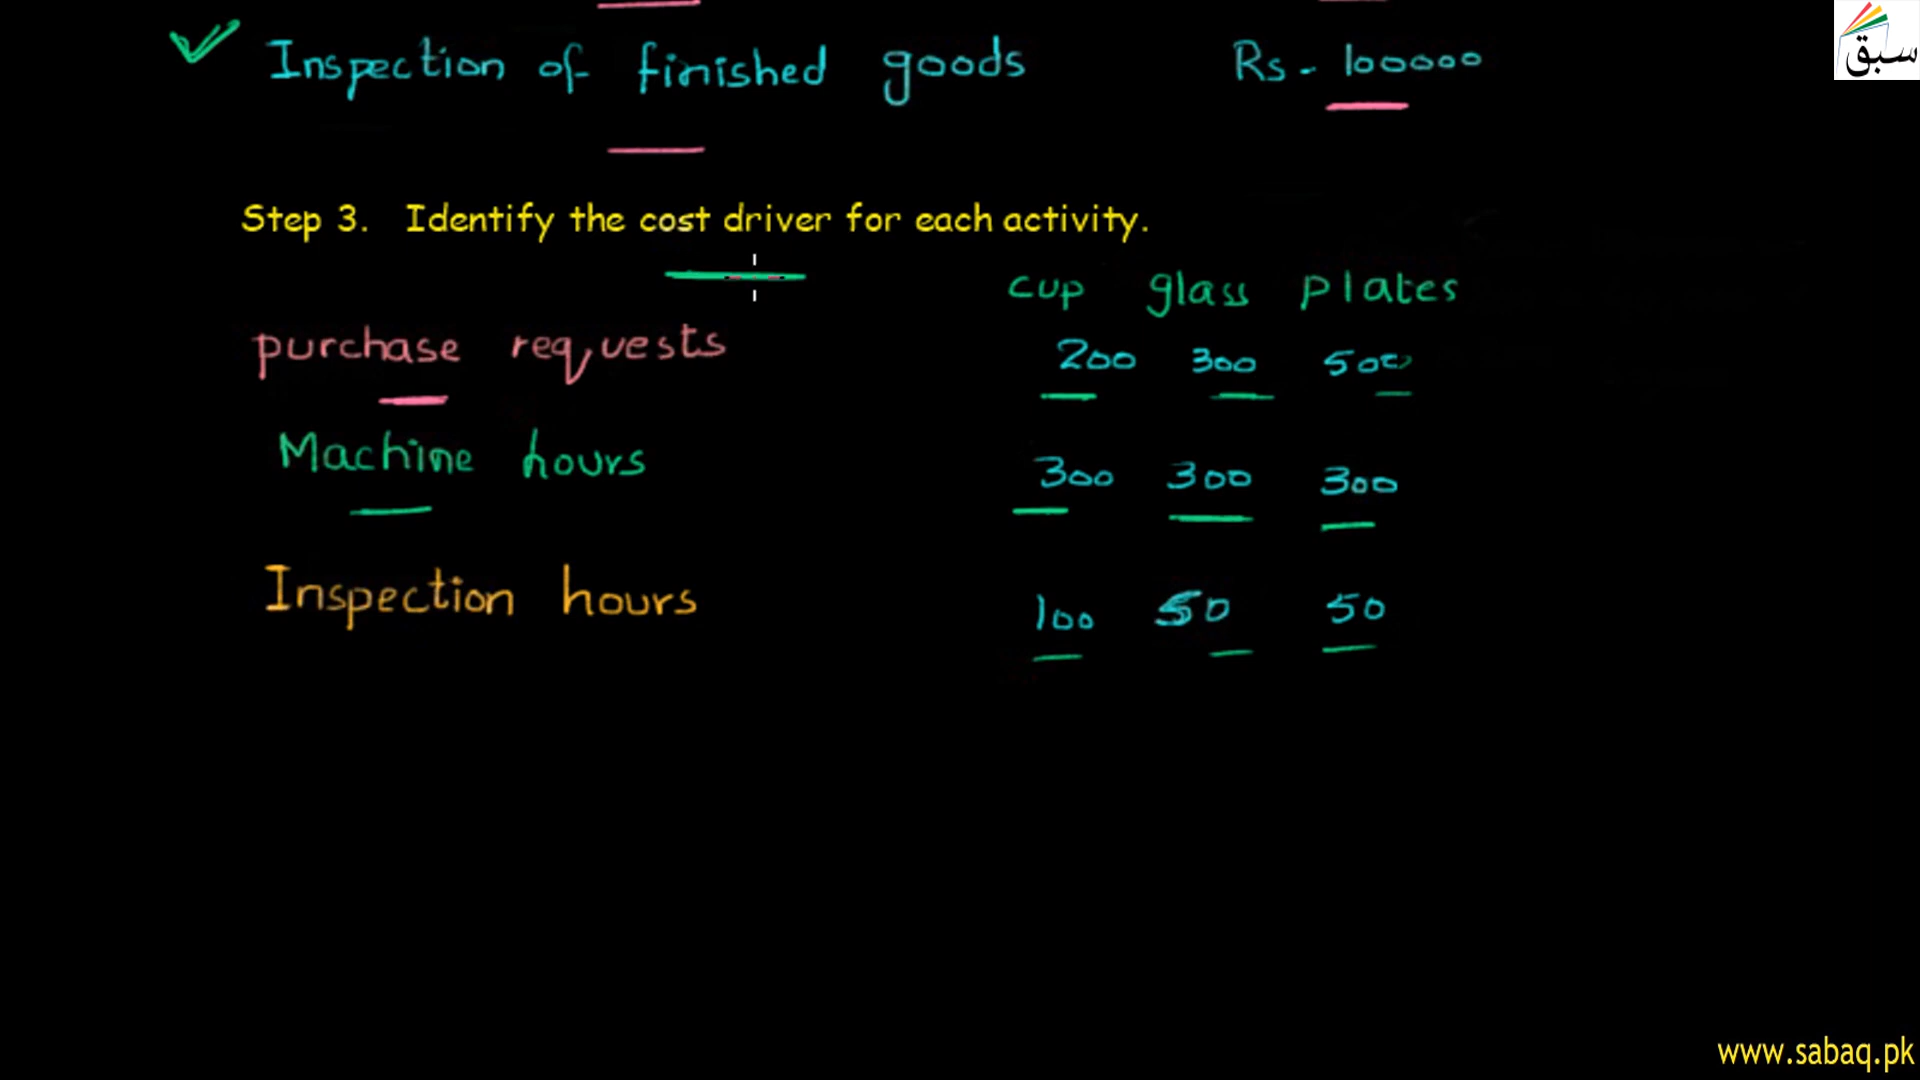 سبق
Inspection of finished goods Rs - 100000
Step 3. Identify the cost driver for each activity.
cup glass plates
purchase requests 200 300 500
Machine hours 300 300 300
Inspection hours 100 50 50
www.sabaq.pk